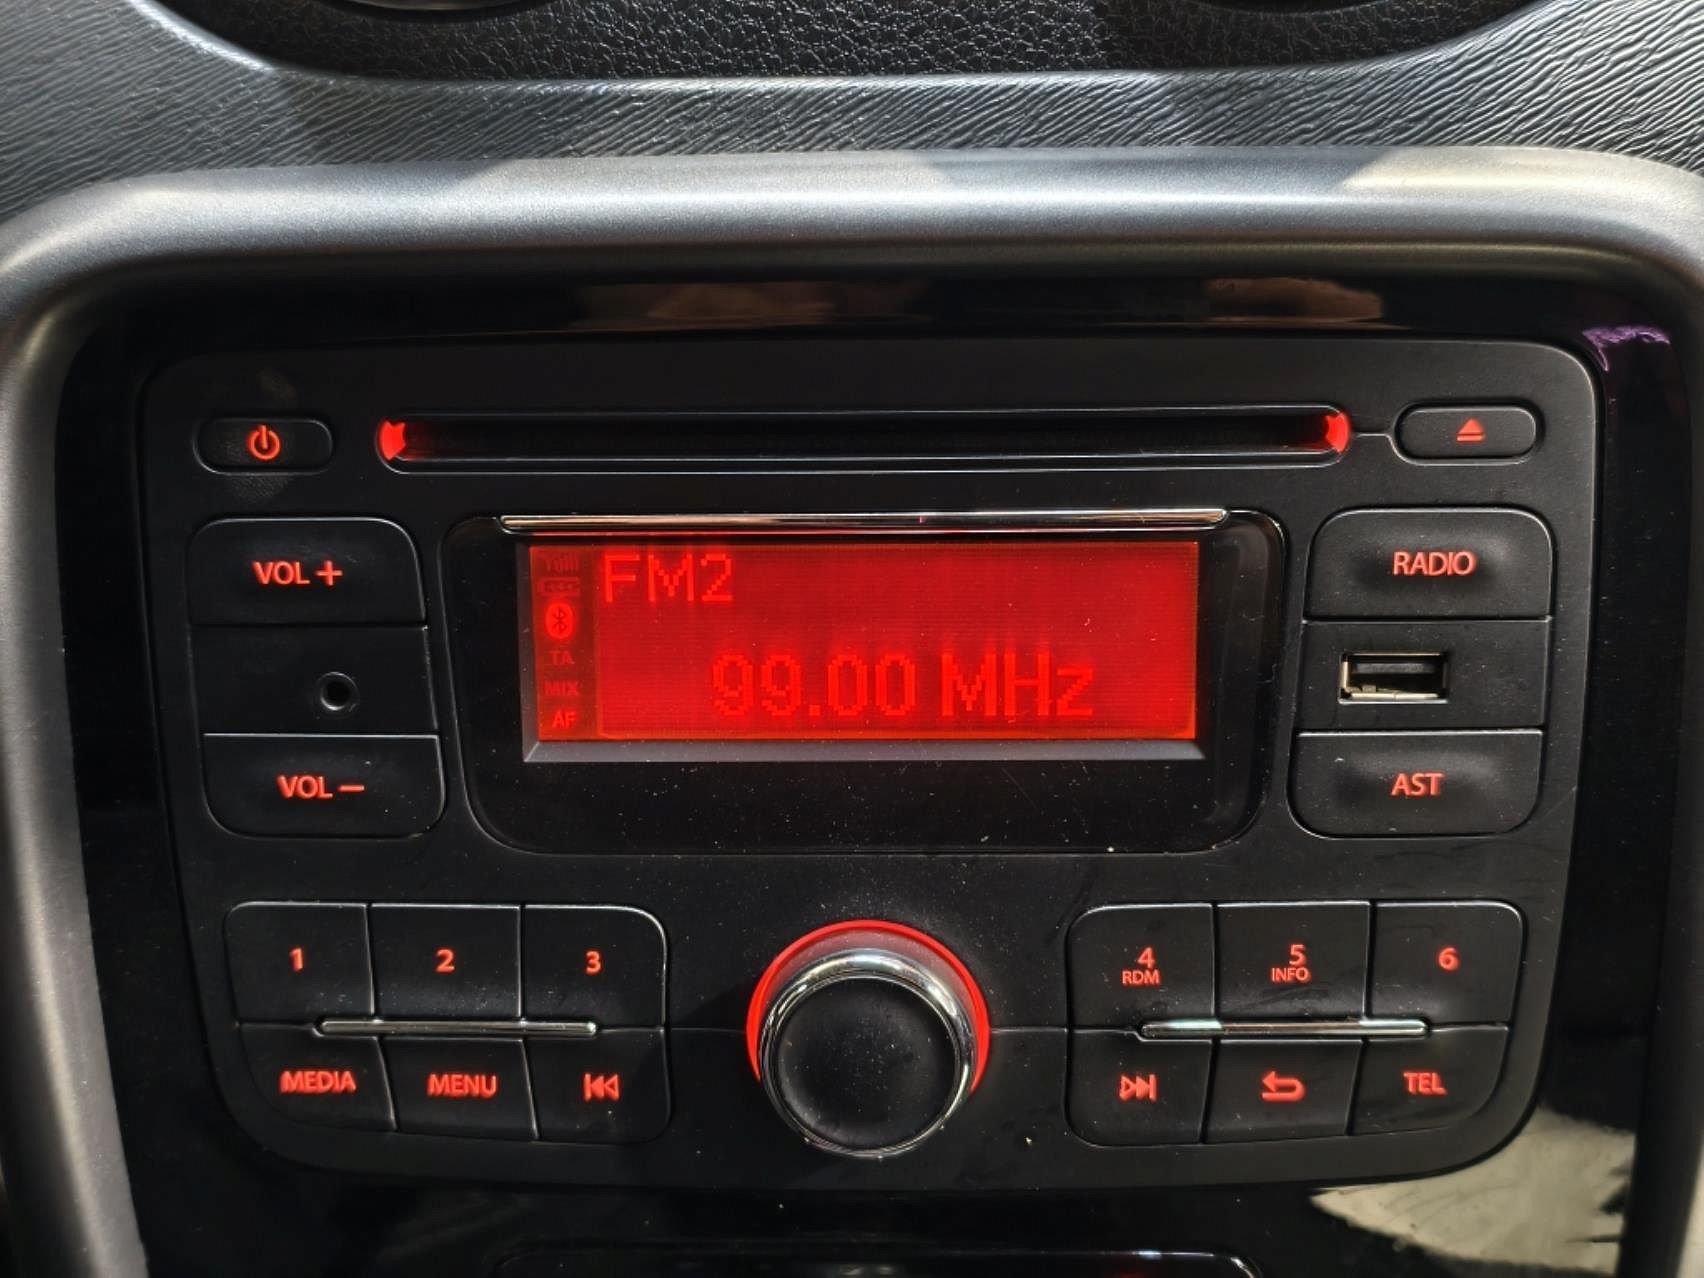 VOL +
VOL −
FM2
TA
MIX
AF
99.00 MHz
RADIO
AST
1
2
3
MEDIA
MENU
4
RDM
5
INFO
6
TEL